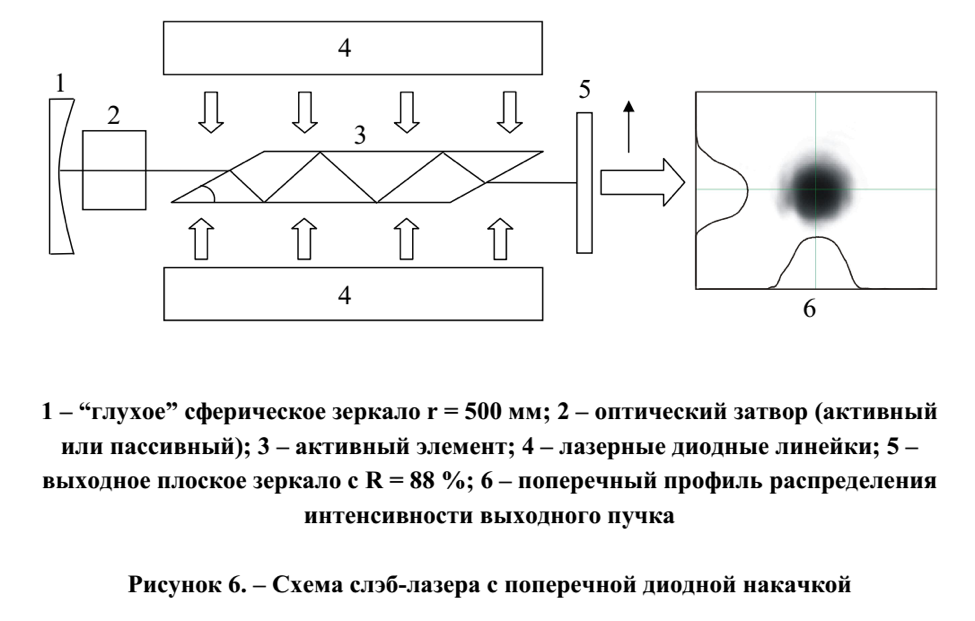 4
1
2
3
5
4
6
1 – “глухое” сферическое зеркало r = 500 мм; 2 – оптический затвор (активный
или пассивный); 3 – активный элемент; 4 – лазерные диодные линейки; 5 –
выходное плоское зеркало с R = 88 %; 6 – поперечный профиль распределения
интенсивности выходного пучка
Рисунок 6. – Схема слэб-лазера с поперечной диодной накачкой